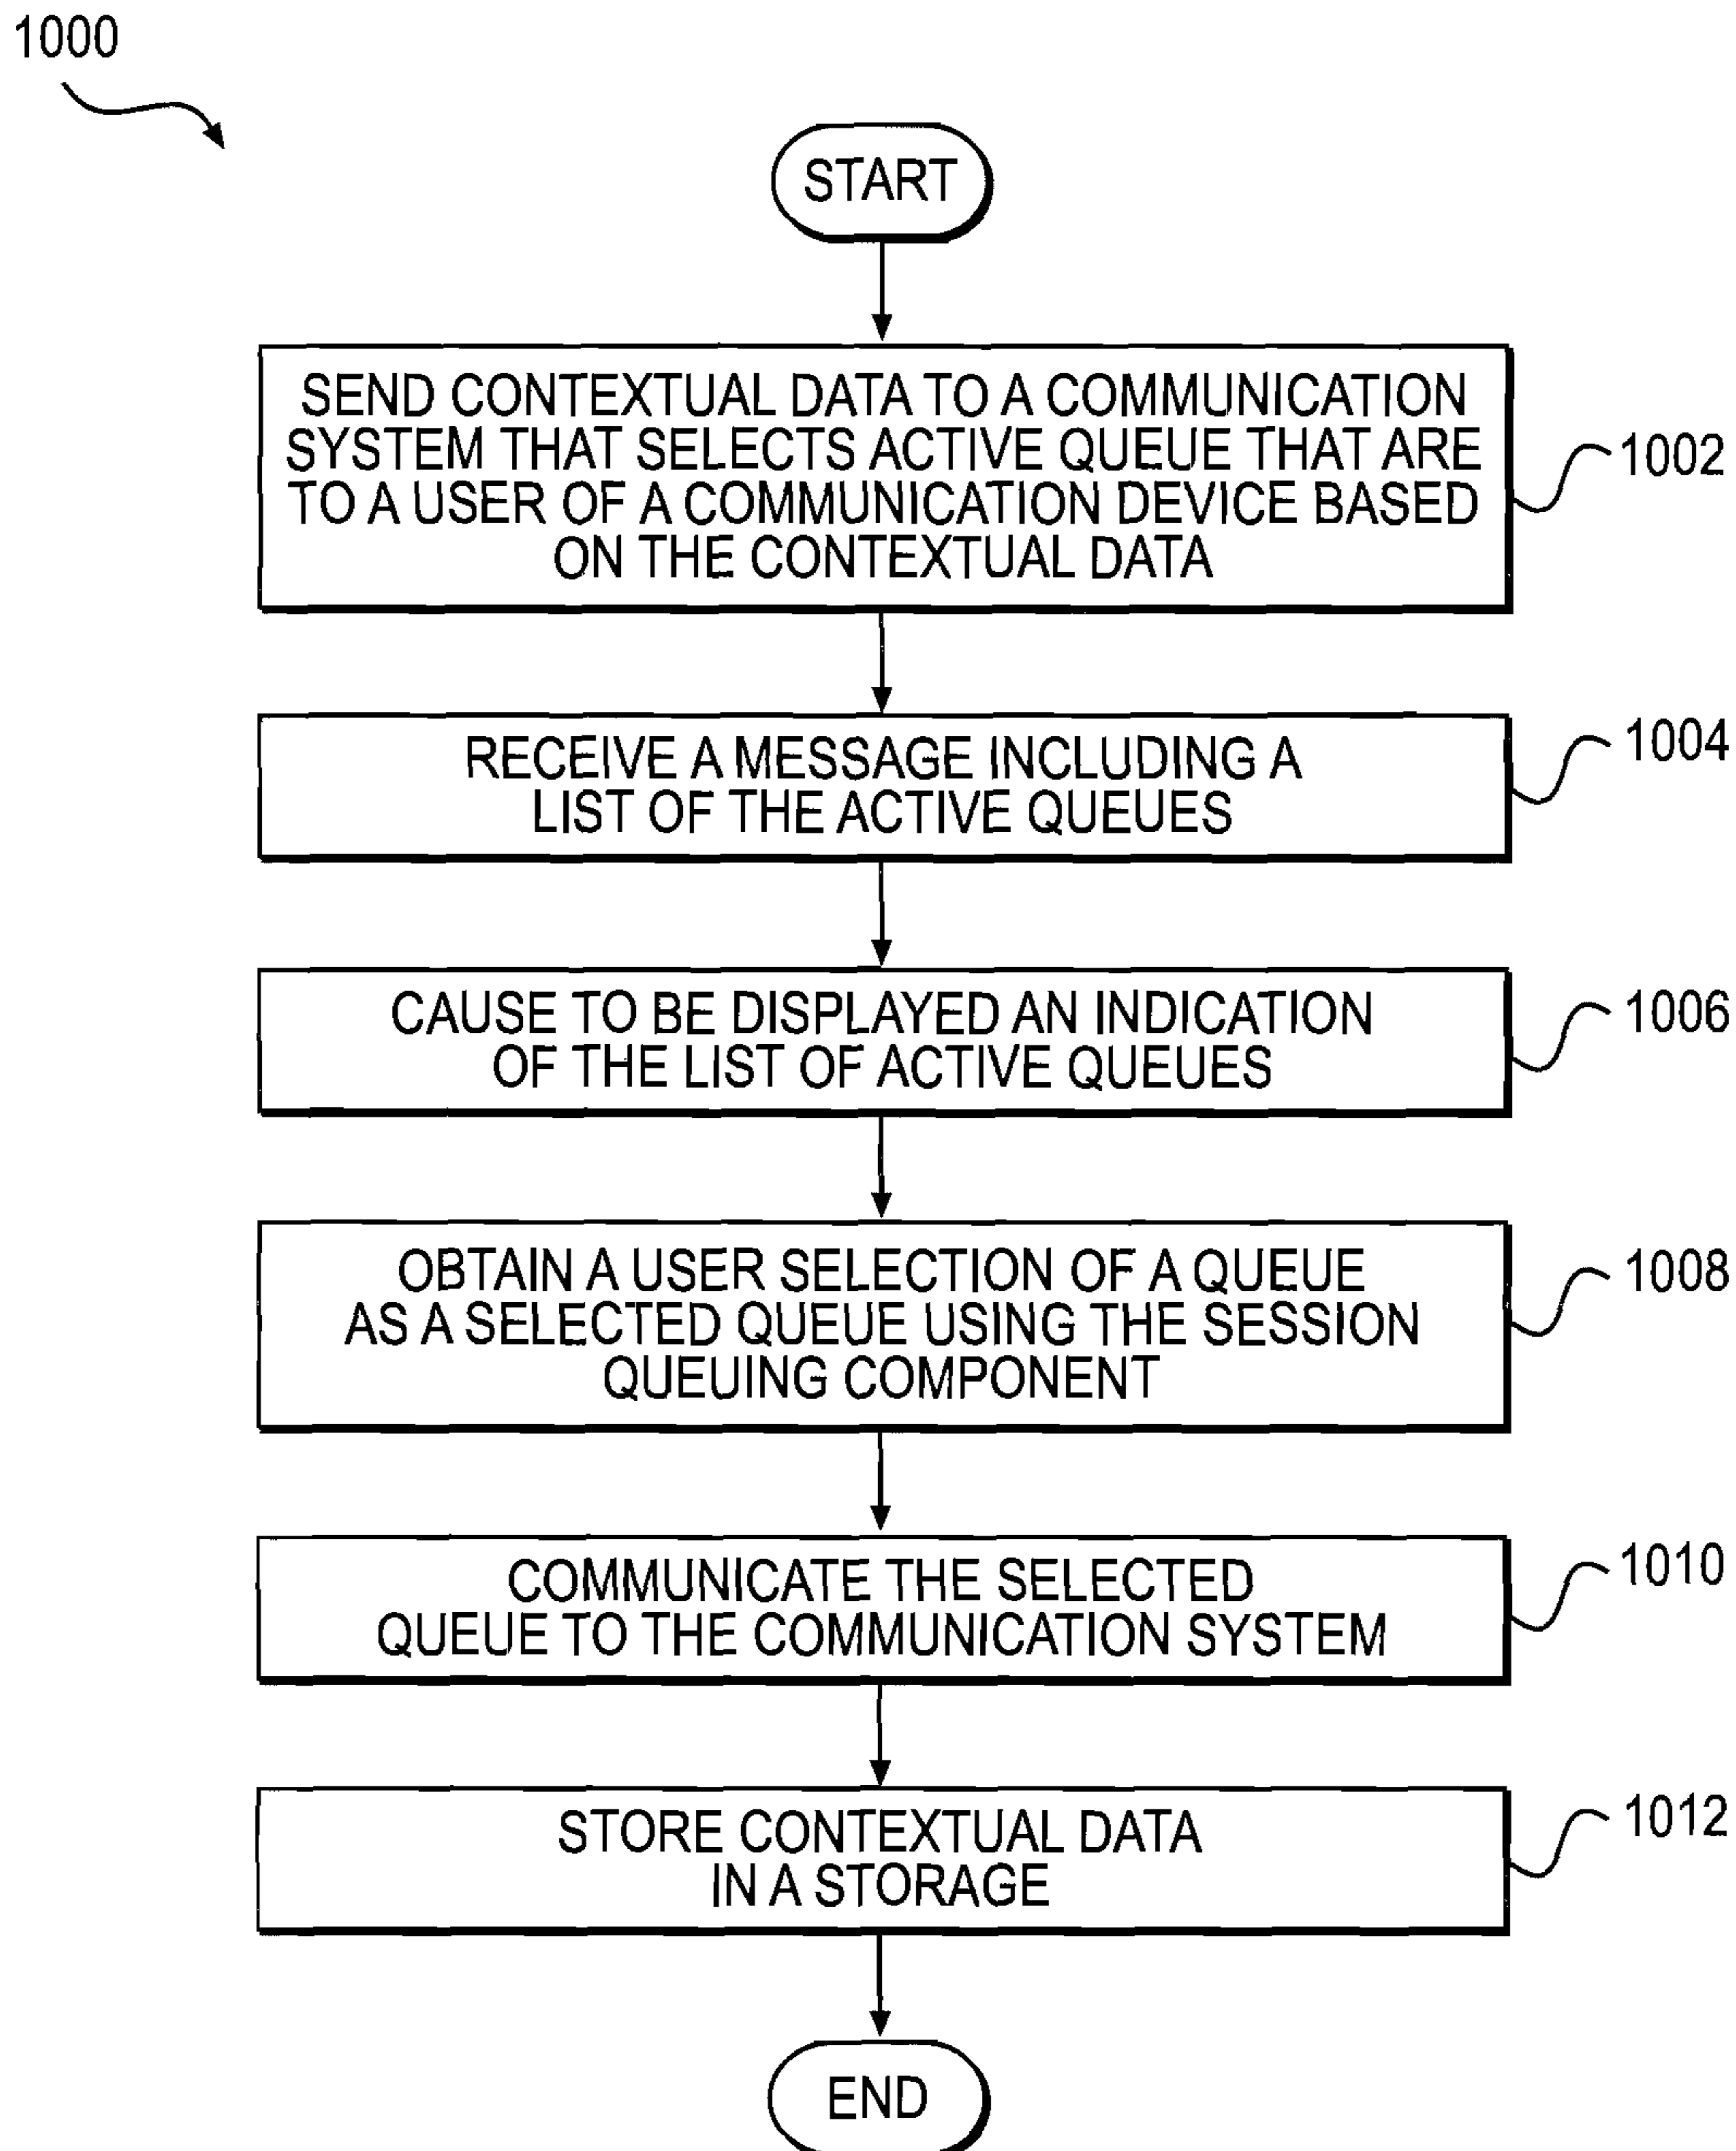 1000
START
SEND CONTEXTUAL DATA TO A COMMUNICATION
SYSTEM THAT SELECTS ACTIVE QUEUE THAT ARE
TO A USER OF A COMMUNICATION DEVICE BASED
ON THE CONTEXTUAL DATA
1002
RECEIVE A MESSAGE INCLUDING A
LIST OF THE ACTIVE QUEUES
1004
CAUSE TO BE DISPLAYED AN INDICATION
OF THE LIST OF ACTIVE QUEUES
1006
OBTAIN A USER SELECTION OF A QUEUE
AS A SELECTED QUEUE USING THE SESSION
QUEUING COMPONENT
1008
COMMUNICATE THE SELECTED
QUEUE TO THE COMMUNICATION SYSTEM
1010
STORE CONTEXTUAL DATA
IN A STORAGE
1012
END